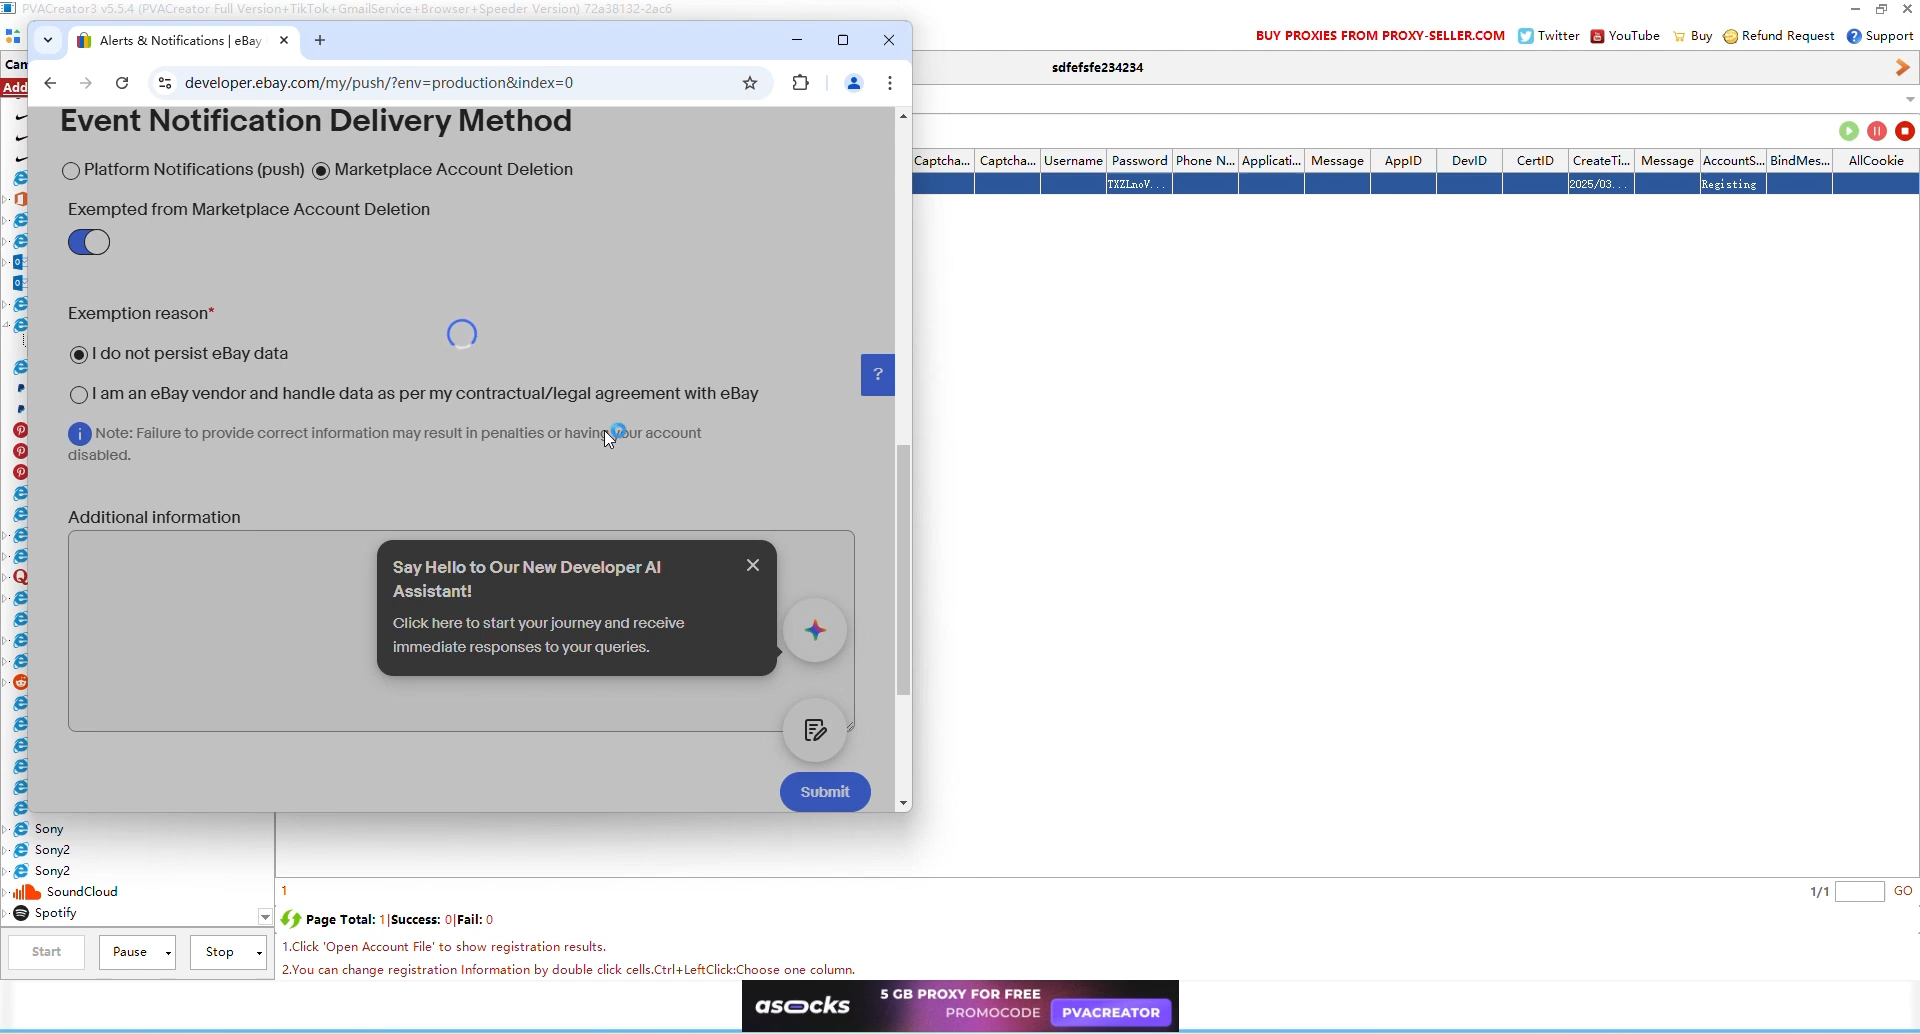 PVACreator3 v5.5.4 (PVACreator Full Version+TikTok+GmailService+Browser+Speeder Version) 72a38132-2ac6
Alerts & Notifications | eBay
BUY PROXIES FROM PROXY-SELLER.COM
Twitter
YouTube
Buy
Refund Request
Support
Cam
sdfefsfe234234
Add
developer.ebay.com/my/push/?env=production&index=0
Event Notification Delivery Method
Platform Notifications (push)
Marketplace Account Deletion
Captcha...
Captcha...
Username
Password
Phone N...
Applicati...
Message
AppID
DevID
CertID
CreateTi...
Message
AccountS...
BindMes...
AllCookie
TXZLnoV...
2025/03...
Registing
Exempted from Marketplace Account Deletion
Exemption reason*
I do not persist eBay data
?
I am an eBay vendor and handle data as per my contractual/legal agreement with eBay
i
Note: Failure to provide correct information may result in penalties or having your account
disabled.
Additional information
Say Hello to Our New Developer AI
Assistant!
Click here to start your journey and receive
immediate responses to your queries.
Submit
Sony
Sony2
Sony2
SoundCloud
Spotify
1
1/1
GO
Page Total: 1|Success: 0|Fail: 0
Start
Pause
Stop
1.Click 'Open Account File' to show registration results.
2.You can change registration Information by double click cells.Ctrl+LeftClick:Choose one column.
asocks
5 GB PROXY FOR FREE
PROMOCODE
PVACREATOR